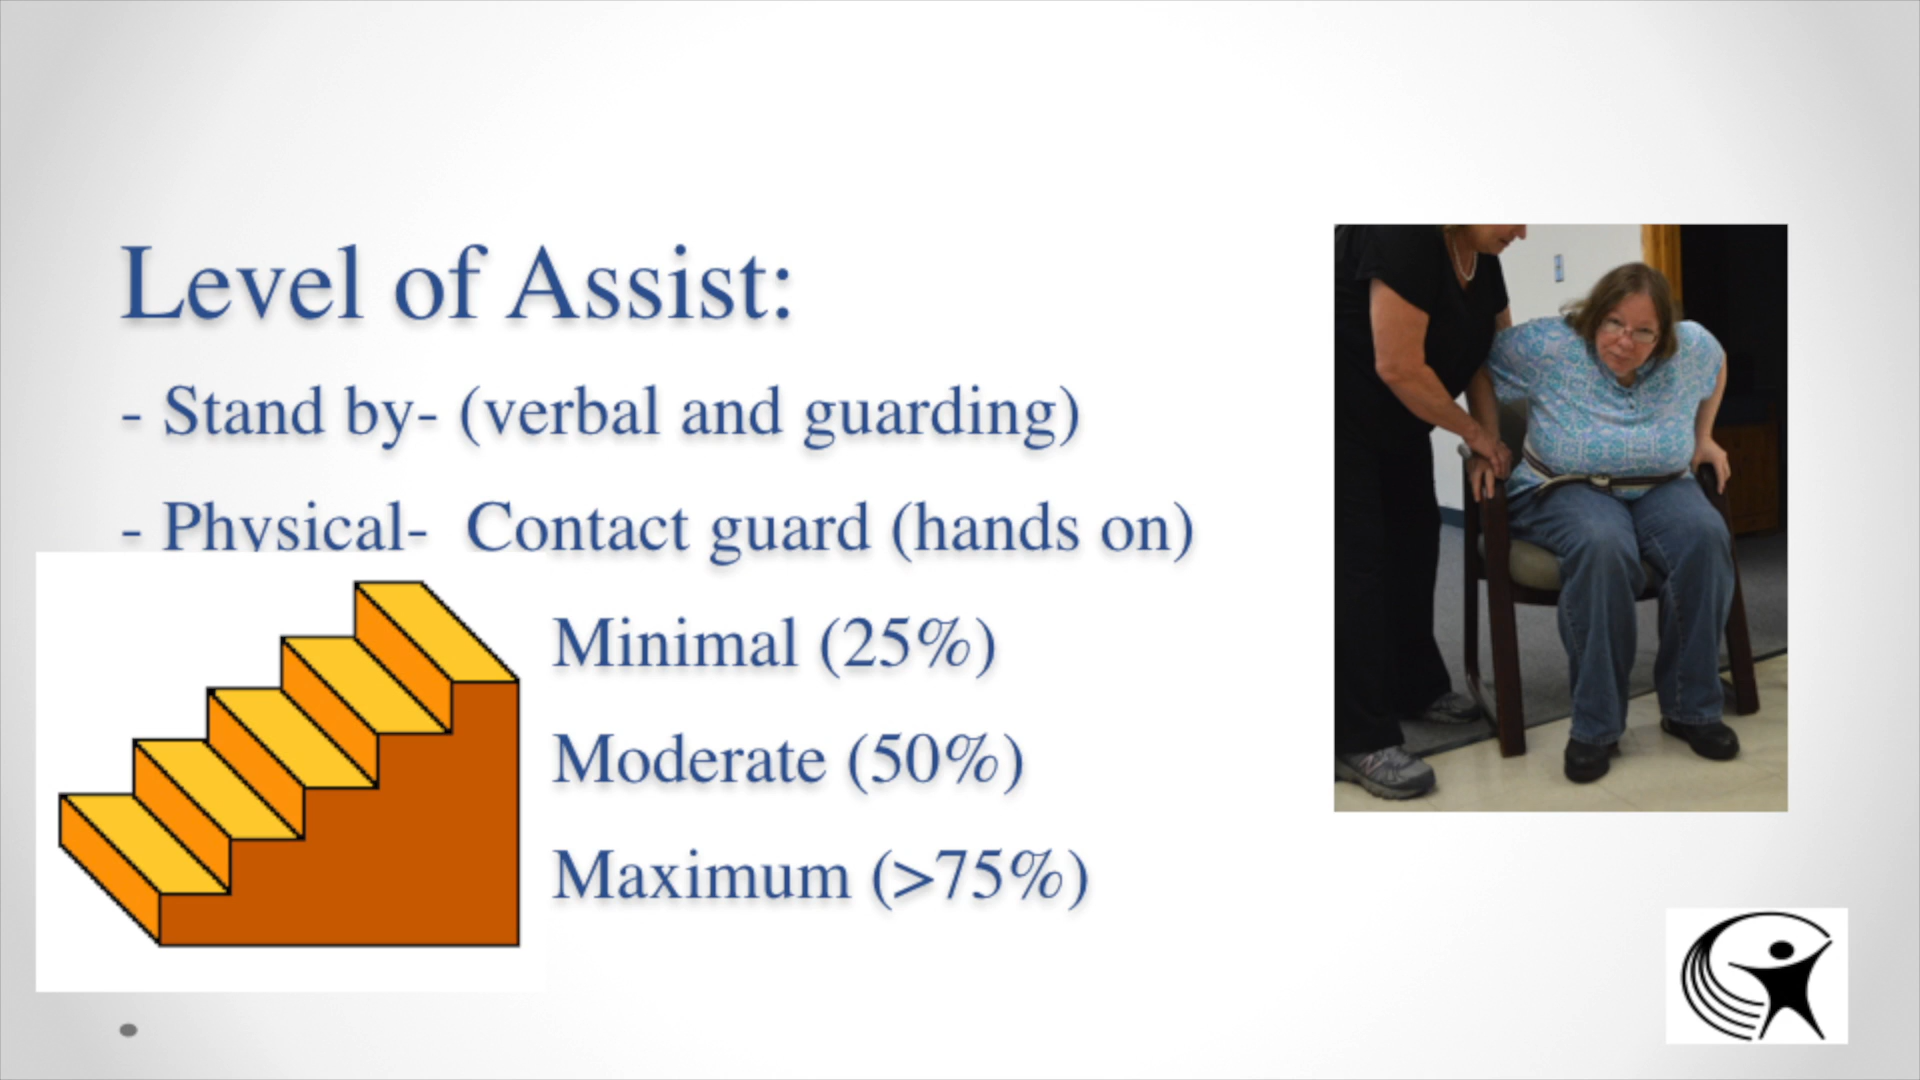 Level of Assist:
- Stand by- (verbal and guarding)
- Physical-  Contact guard (hands on)
Minimal (25%)
Moderate (50%)
Maximum (>75%)